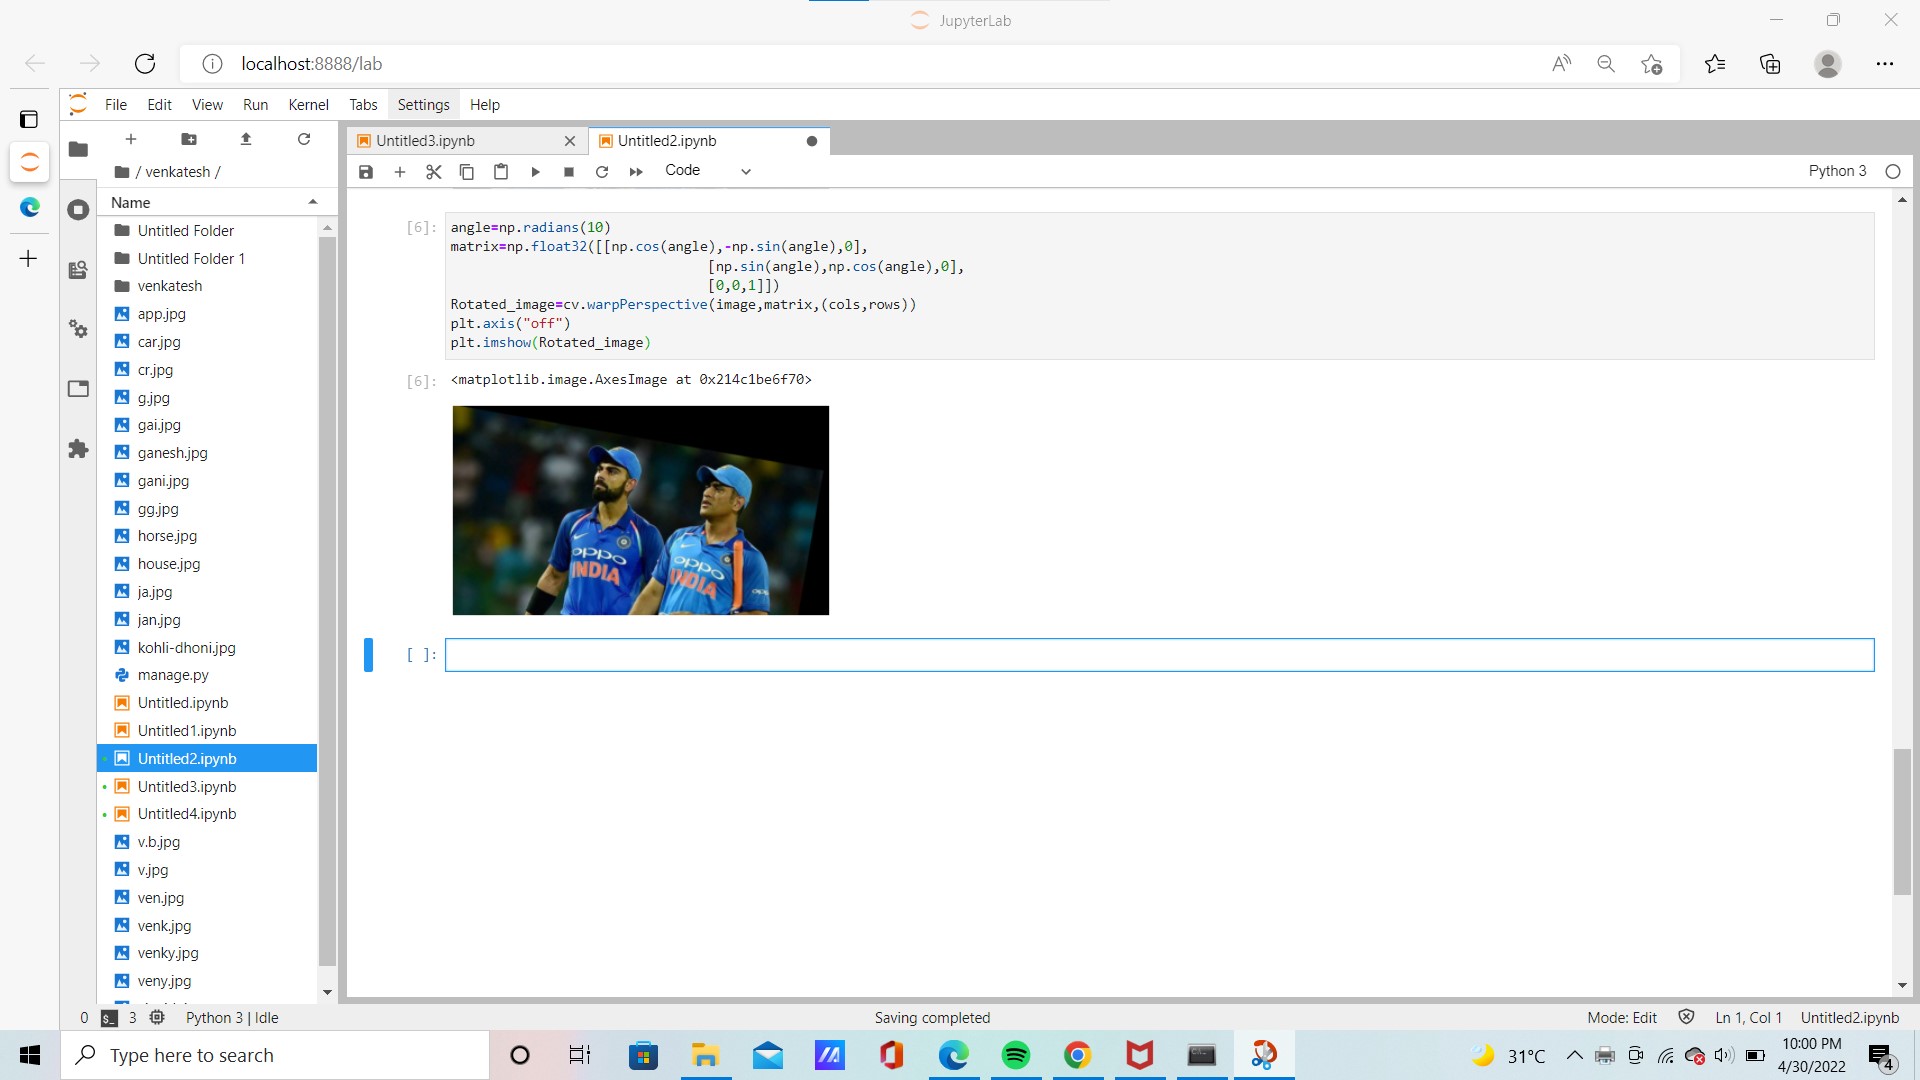 JupyterLab
localhost:8888/lab
File Edit View Run Kernel Tabs Settings Help
/ venkatesh /
Name
Untitled Folder
Untitled Folder 1
venkatesh
app.jpg
car.jpg
cr.jpg
g.jpg
gai.jpg
ganesh.jpg
gani.jpg
gg.jpg
horse.jpg
house.jpg
ja.jpg
jan.jpg
kohli-dhoni.jpg
manage.py
Untitled.ipynb
Untitled1.ipynb
Untitled2.ipynb
Untitled3.ipynb
Untitled4.ipynb
v.b.jpg
v.jpg
ven.jpg
venk.jpg
venky.jpg
veny.jpg
Untitled3.ipynb
Untitled2.ipynb
Code
Python 3
[6]: angle=np.radians(10)
matrix=np.float32([[np.cos(angle),-np.sin(angle),0],
[np.sin(angle),np.cos(angle),0],
[0,0,1]])
Rotated_image=cv.warpPerspective(image,matrix,(cols,rows))
plt.axis("off")
plt.imshow(Rotated_image)
[6]: <matplotlib.image.AxesImage at 0x214c1be6f70>
oppo
INDIA
oppo
INDIA
[ ]:
0 3 Python 3 | Idle
Saving completed
Mode: Edit Ln 1, Col 1 Untitled2.ipynb
Type here to search
31°C
10:00 PM
4/30/2022
4